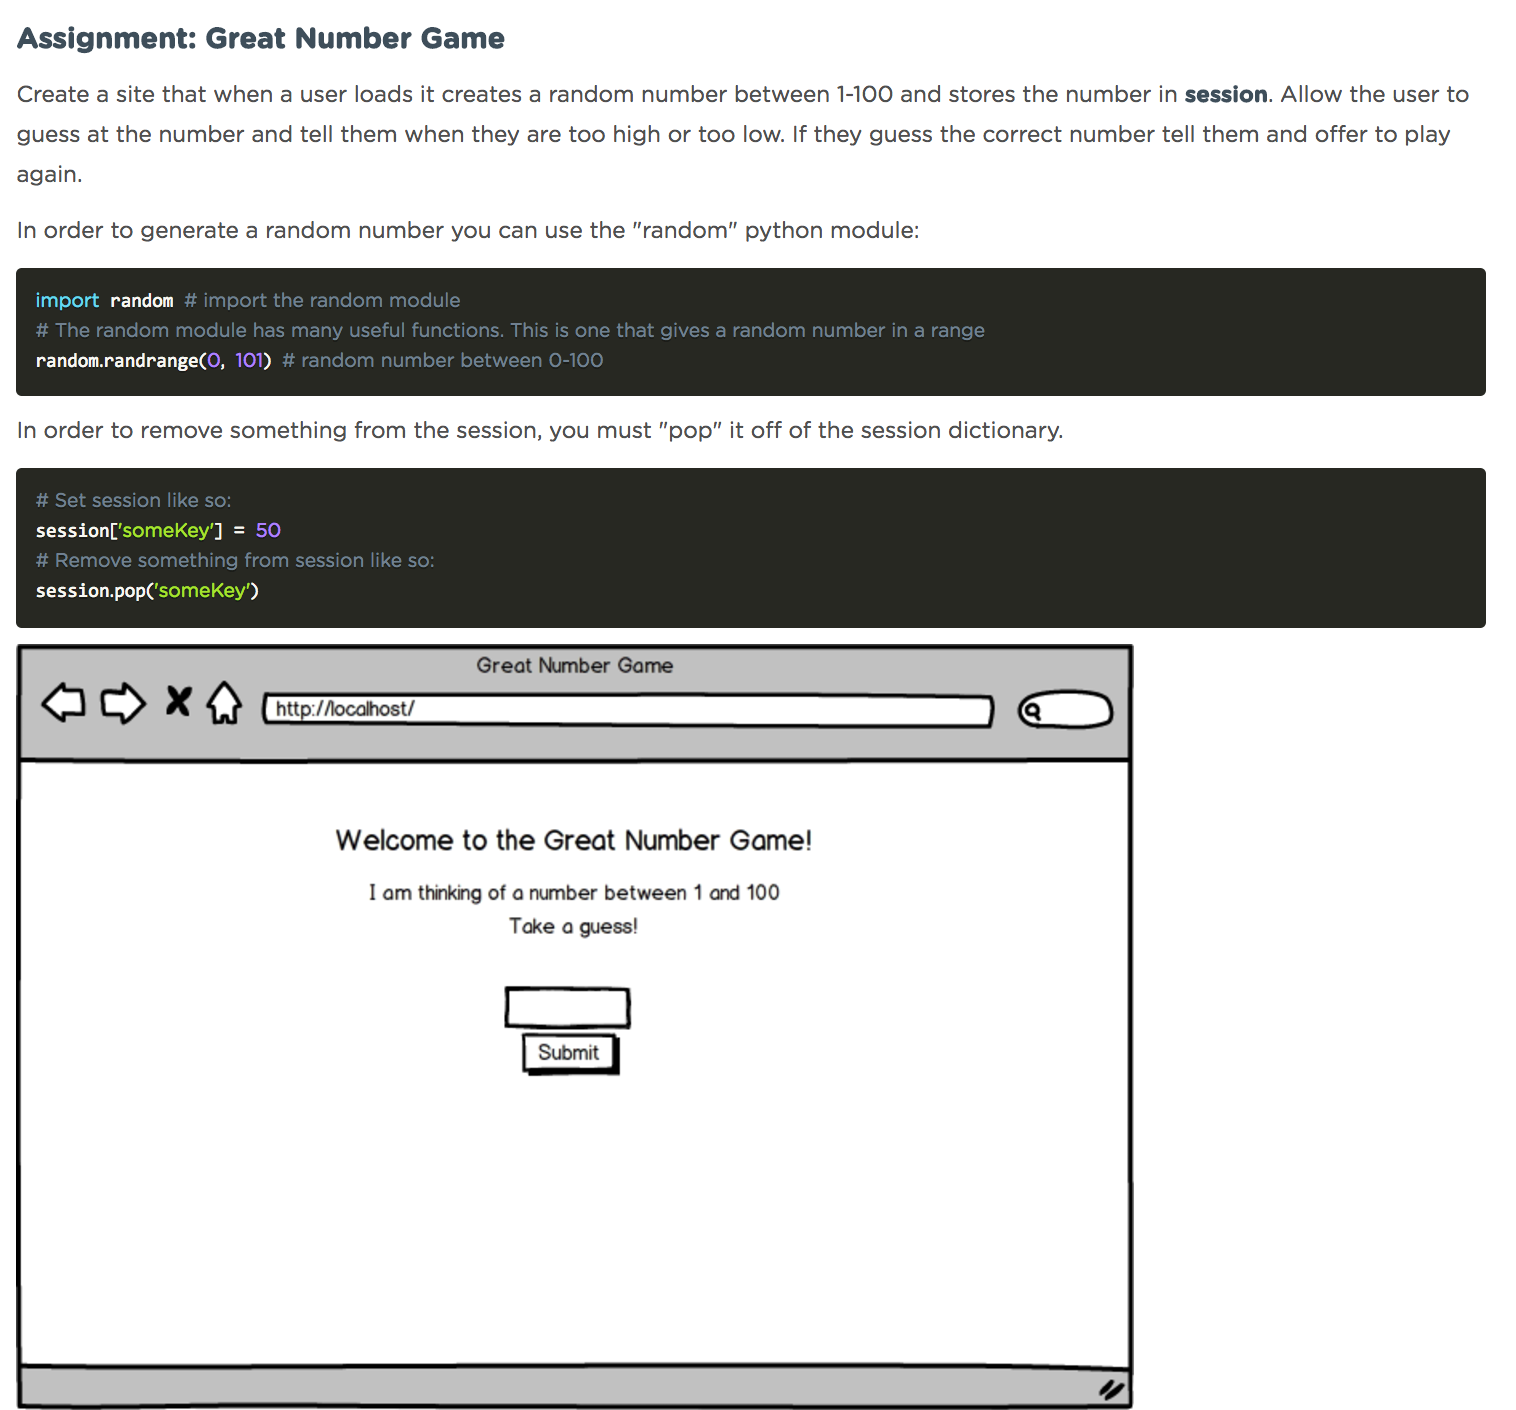 Assignment: Great Number Game
Create a site that when a user loads it creates a random number between 1-100 and stores the number in session. Allow the user to
guess at the number and tell them when they are too high or too low. If they guess the correct number tell them and offer to play
again.
In order to generate a random number you can use the "random" python module:
import random # import the random module
# The random module has many useful functions. This is one that gives a random number in a range
random.randrange(0, 101) # random number between 0-100
In order to remove something from the session, you must "pop" it off of the session dictionary.
# Set session like so:
session['someKey'] = 50
# Remove something from session like so:
session.pop('someKey')
Great Number Game
http://localhost/
Welcome to the Great Number Game!
I am thinking of a number between 1 and 100
Take a guess!
Submit